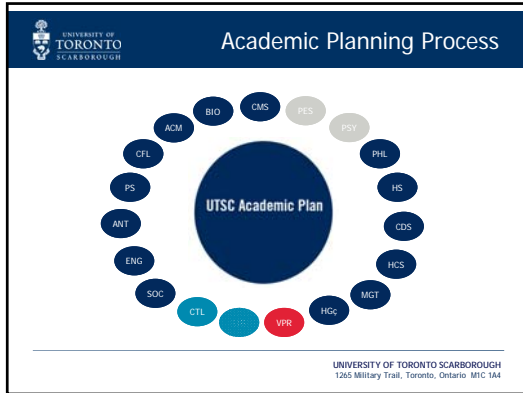 UNIVERSITY OF
TORONTO
SCARBOROUGH
Academic Planning Process
CMS
PES
BIO
PSY
ACM
PHL
CFL
HS
PS
UTSC Academic Plan
ANT
CDS
ENG
HCS
SOC
MGT
CTL
VPR
HGç
UNIVERSITY OF TORONTO SCARBOROUGH
1265 Military Trail, Toronto, Ontario M1C 1A4